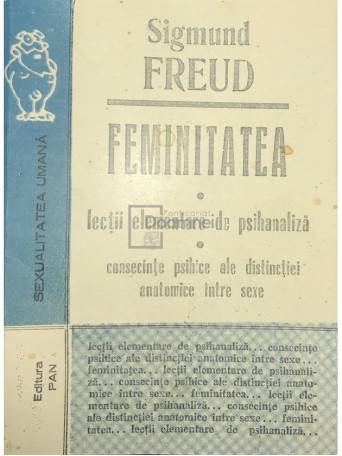 Sigmund
FREUD
FEMINITATEA
lecții elementare de psihanaliză
consecințe psihice ale distincției
anatomice între sexe
SEXUALITATEA UMANĂ
Editura
PAN
lecții elementare de psihanaliză... consecințe
psihice ale distincției anatomice între sexe...
feminitatea... lecții elementare de psihanali-
ză... consecințe psihice ale distincției anato-
mice între sexe... feminitatea... lecții ele-
mentare de psihanaliză... consecințe psihice
ale distincției anatomice între sexe... femini-
tatea... lecții elementare de psihanaliză...